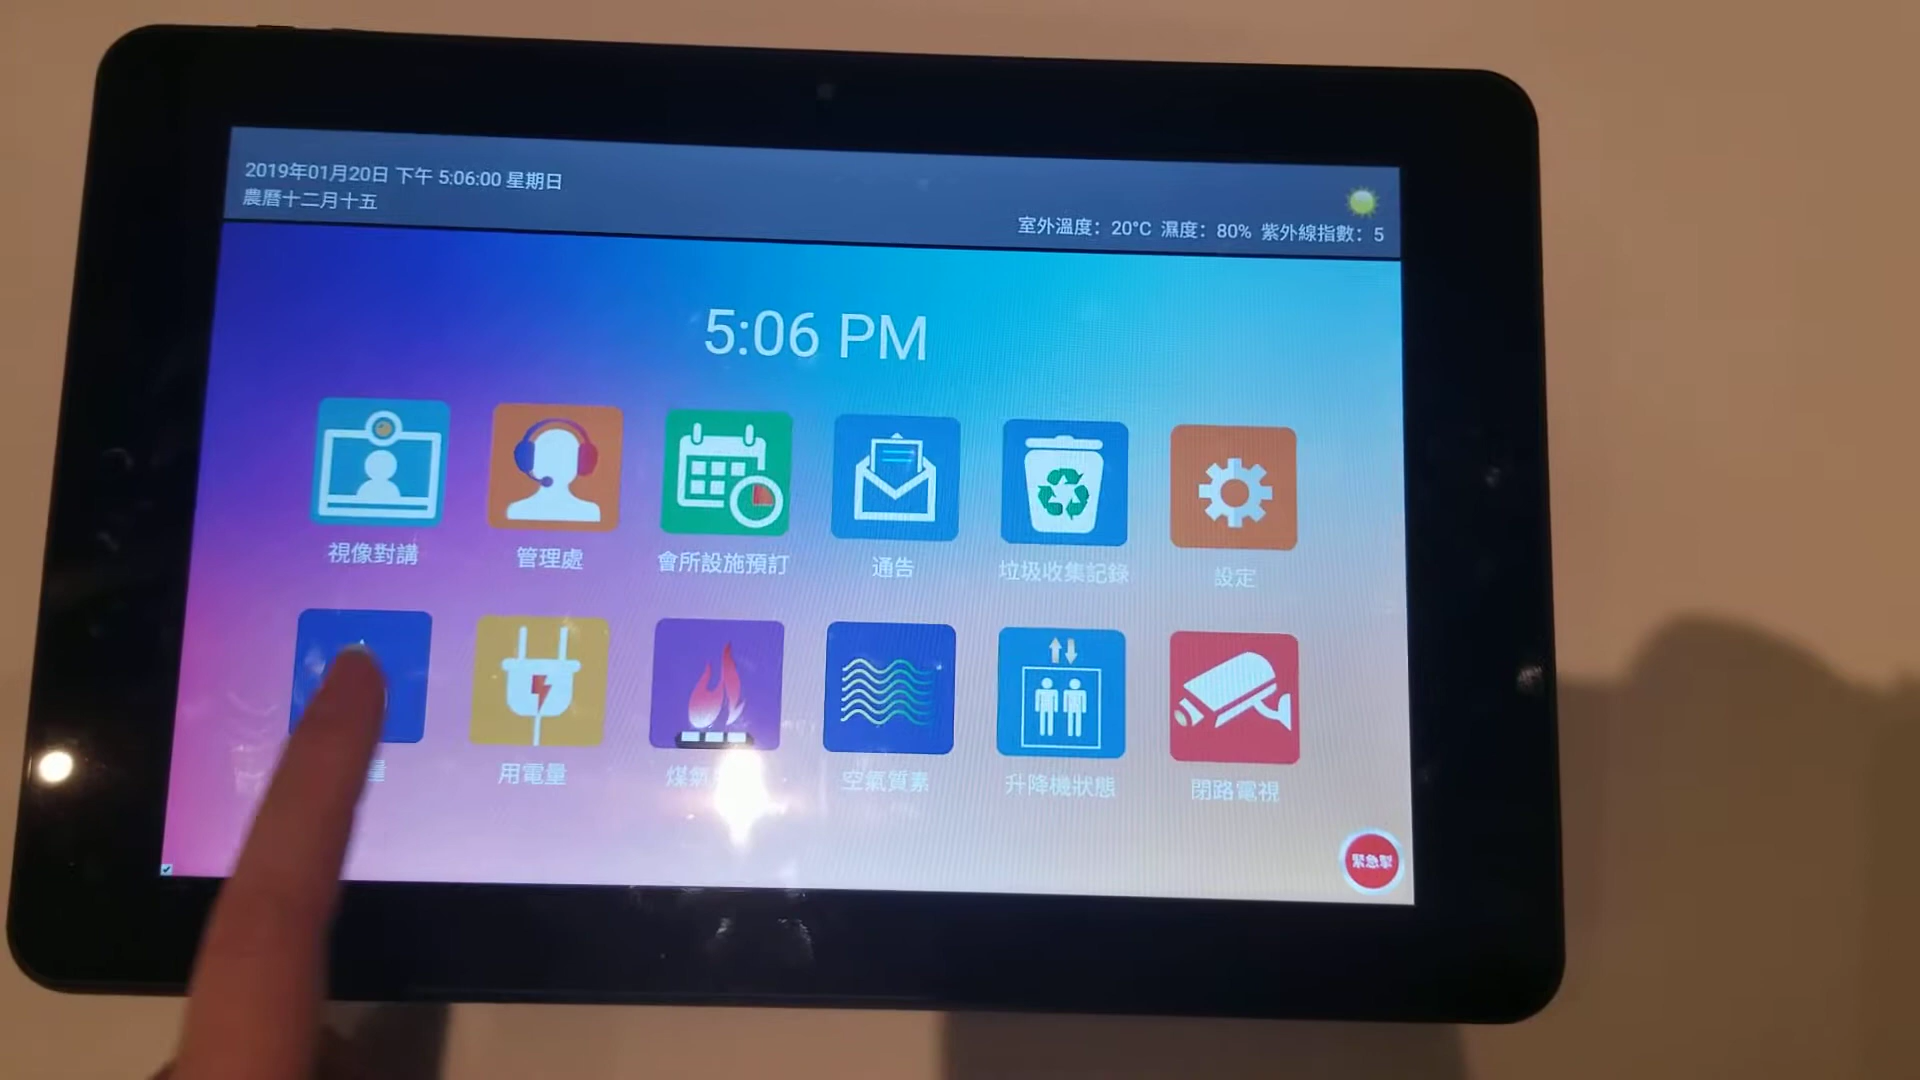 2019年01月20日 下午 5:06:00 星期日
農曆十二月十五
室外溫度：20°C 濕度：80% 紫外線指數：5
5:06 PM
視像對講
管理處
會所設施預訂
通告
垃圾收集記錄
設定
量
用電量
煤氣
空氣質素
升降機狀態
閉路電視
緊急掣